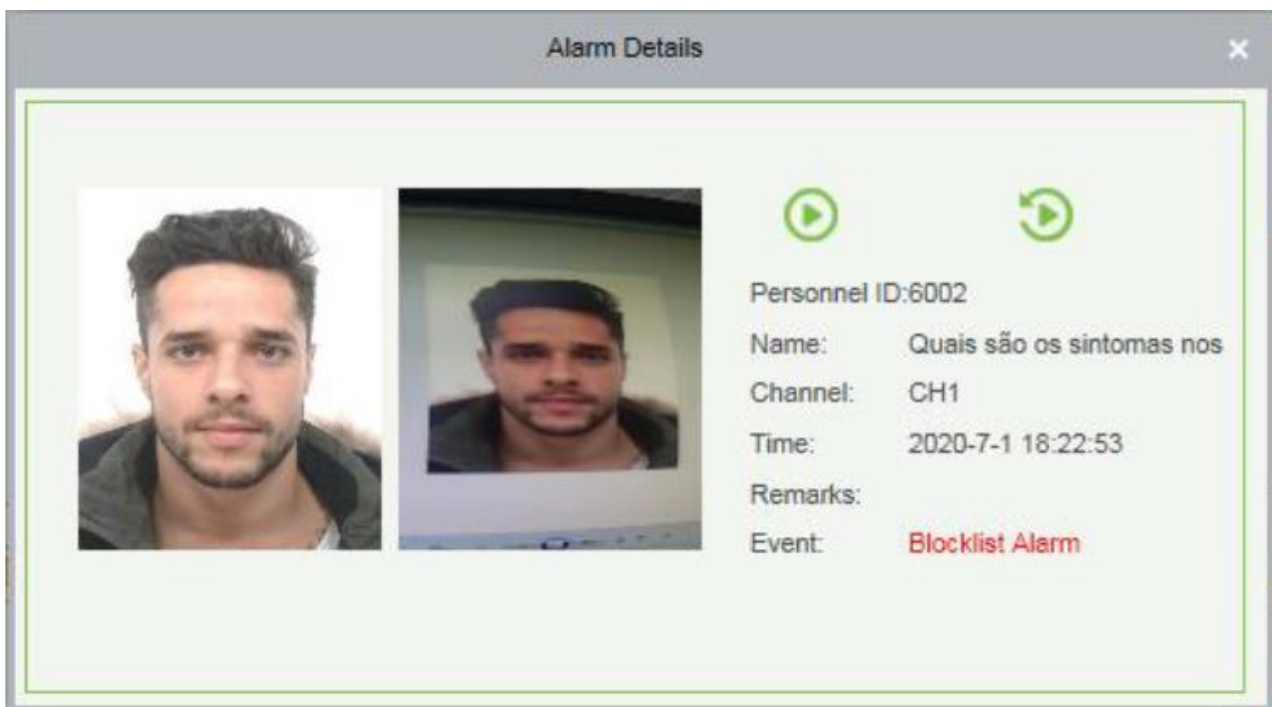 Alarm Details
Personnel ID:6002
Name: Quais são os sintomas nos
Channel: CH1
Time: 2020-7-1 18:22:53
Remarks:
Event: Blocklist Alarm